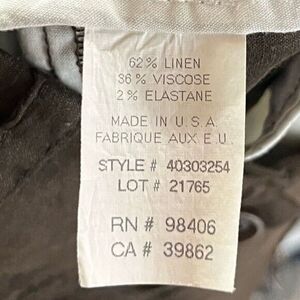 62% LINEN
36% VISCOSE
2% ELASTANE
MADE IN U.S.A.
FABRIQUE AUX E.U.
STYLE # 40303254
LOT # 21765
RN # 98406
CA # 39862